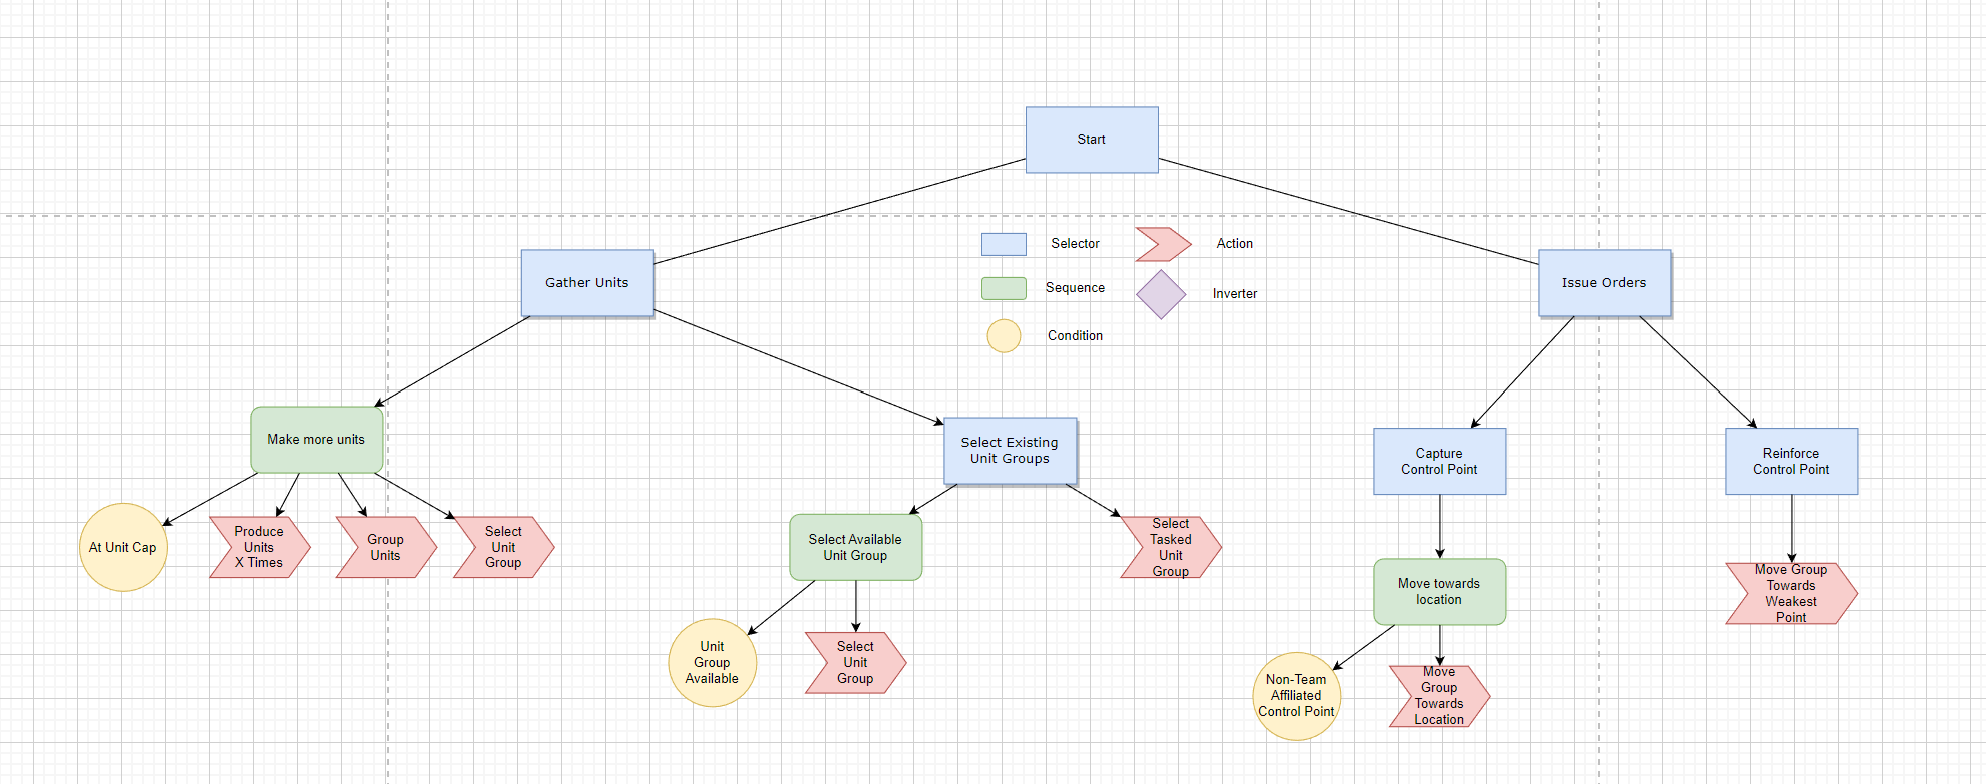 Start
Gather Units
Selector
Action
Issue Orders
Sequence
Inverter
Condition
Make more units
Select Existing
Unit Groups
Capture
Control Point
Reinforce
Control Point
At Unit Cap
Produce
Units
X Times
Group
Units
Select
Unit
Group
Select Available
Unit Group
Select
Tasked
Unit
Group
Move towards
location
Move Group
Towards
Weakest
Point
Unit
Group
Available
Select
Unit
Group
Non-Team
Affiliated
Control Point
Move
Group
Towards
Location